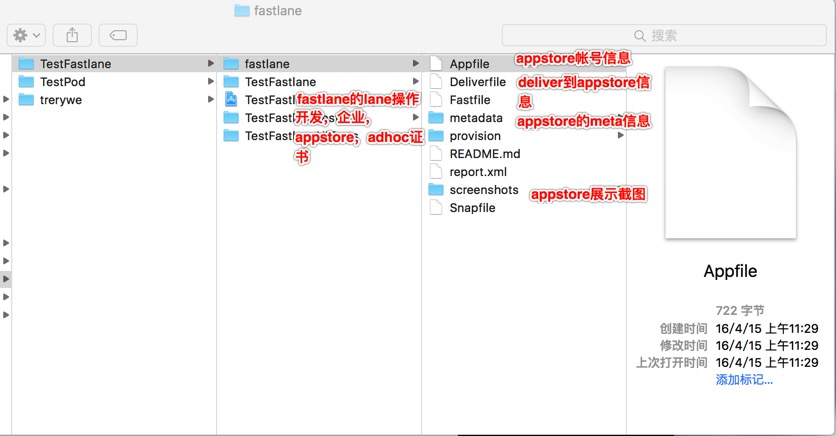 fastlane
搜索
TestFastlane
TestPod
trerywe
fastlane
TestFastlane
TestFast
TestFast
TestFast
fastlane的lane操作
开发，企业，
appstore，adhoc证
书
Appfile
Deliverfile
Fastfile
metadata
provision
README.md
report.xml
screenshots
Snapfile
appstore帐号信息
deliver到appstore信
息
appstore的meta信息
appstore展示截图
Appfile
722 字节
创建时间 16/4/15 上午11:29
修改时间 16/4/15 上午11:29
上次打开时间 16/4/15 上午11:29
添加标记...